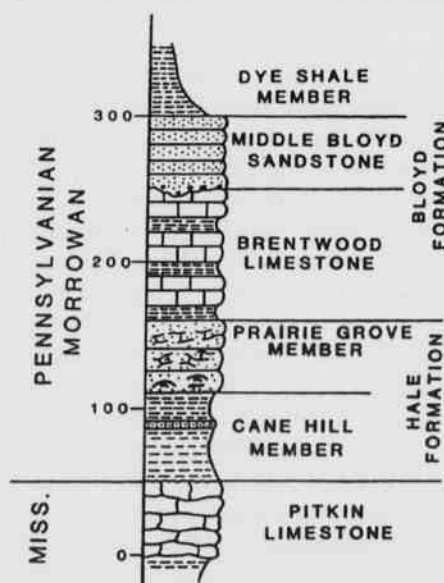 DYE SHALE
MEMBER
300
MIDDLE BLOYD
SANDSTONE
BLOYD
FORMATION
BRENTWOOD
LIMESTONE
200
PENNSYLVANIAN
MORROWAN
PRAIRIE GROVE
MEMBER
HALE
FORMATION
100
CANE HILL
MEMBER
MISS.
PITKIN
LIMESTONE
0